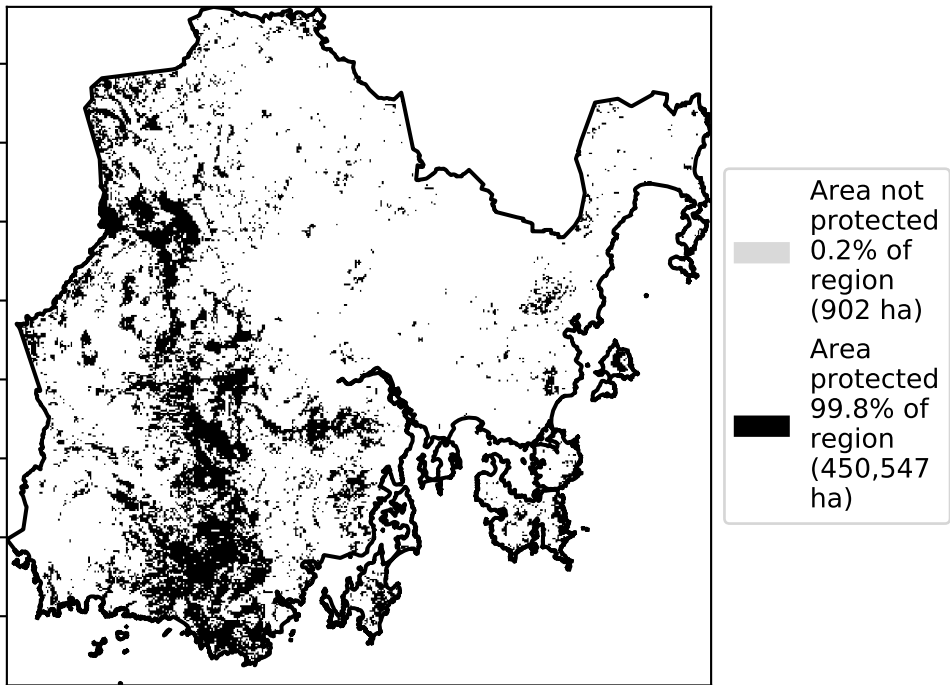 Area not
protected
0.2% of
region
(902 ha)
Area
protected
99.8% of
region
(450,547
ha)